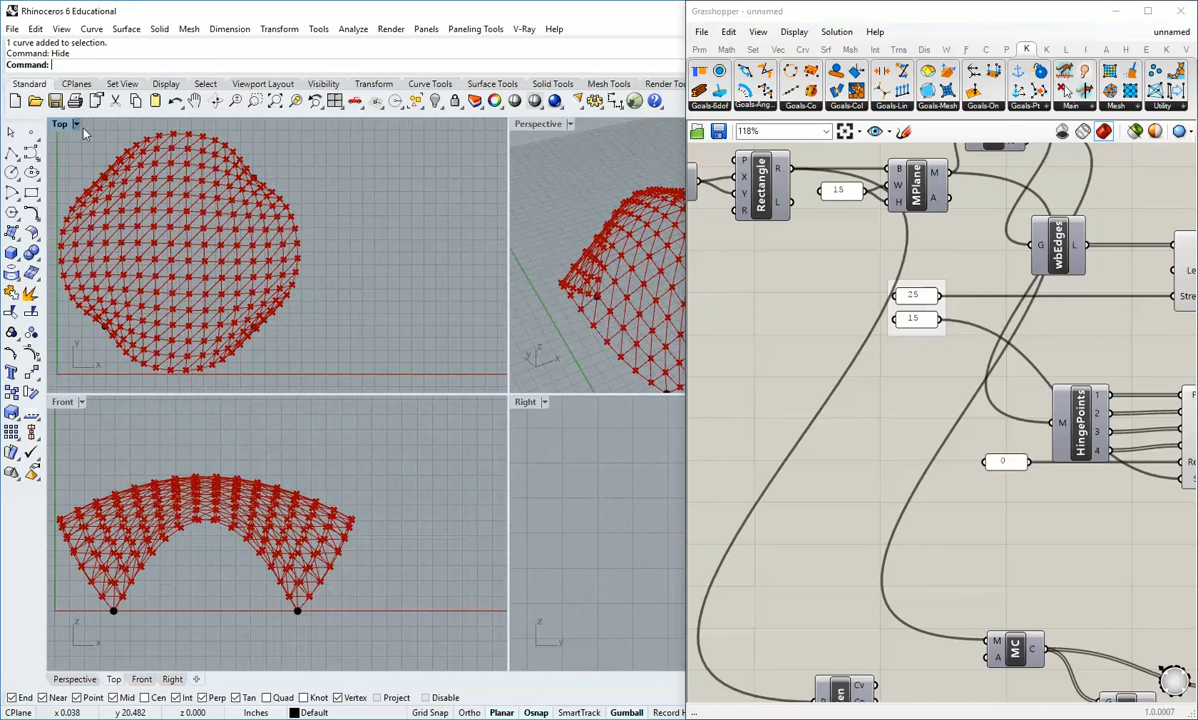 Rhinoceros 6 Educational
File Edit View Curve Surface Solid Mesh Dimension Transform Tools Analyze Render Panels Paneling Tools V-Ray Help
1 curve added to selection.
Command: Hide
Command:
Standard CPlanes Set View Display Select Viewport Layout Visibility Transform Curve Tools Surface Tools Solid Tools Mesh Tools Render Too
Top
y
x
Perspective
z
y
x
Front
z
x
Right
z
y
Perspective Top Front Right
End Near Point Mid Cen Int Perp Tan Quad Knot Vertex Project Disable
CPlane x 0.038 y 20.482 z 0.000 Inches Default Grid Snap Ortho Planar Osnap SmartTrack Gumball Record H
Grasshopper - unnamed
File Edit View Display Solution Help unnamed
Prm Math Set Vec Crv Srf Msh Int Trns Dis W F C P L K K M E A V
Goals-6dof Goals-Ang... Goals-Co Goals-Col Goals-Lin Goals-Mesh Goals-On Goals-Pt Main Mesh Utility
118%
P
X
Y
R
Rectangle
R
L
15
B
W
H
MPlane
M
A
G
wbEdges
L
Le
Stre
25
15
M
HingePoints
1
2
3
4
0
Re
S
M
A
MC
C
en
Cv
...
1.0.0007